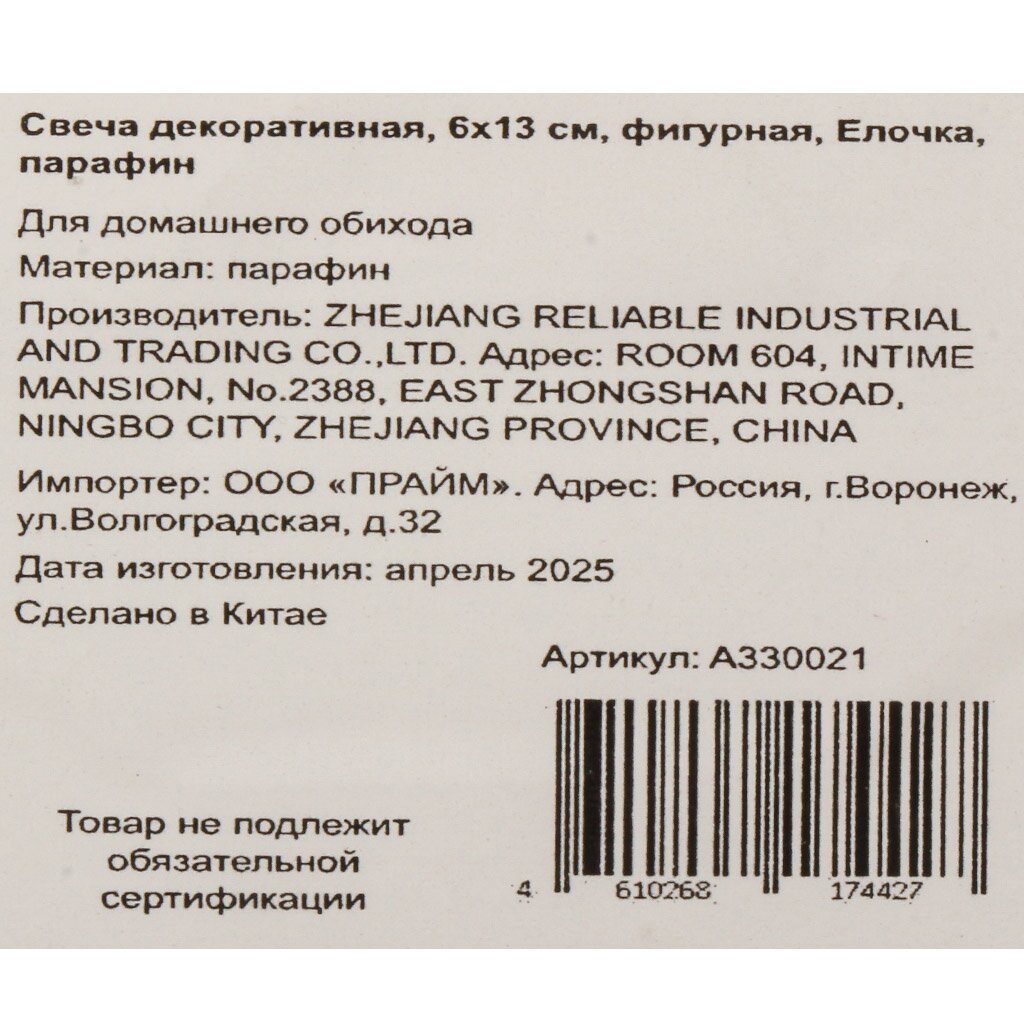 Свеча декоративная, 6х13 см, фигурная, Елочка,
парафин
Для домашнего обихода
Материал: парафин
Производитель: ZHEJIANG RELIABLE INDUSTRIAL
AND TRADING CO.,LTD. Адрес: ROOM 604, INTIME
MANSION, No.2388, EAST ZHONGSHAN ROAD,
NINGBO CITY, ZHEJIANG PROVINCE, CHINA
Импортер: ООО «ПРАЙМ». Адрес: Россия, г.Воронеж,
ул.Волгоградская, д.32
Дата изготовления: апрель 2025
Сделано в Китае
Артикул: А330021
Товар не подлежит
обязательной
сертификации
4 610268 174427